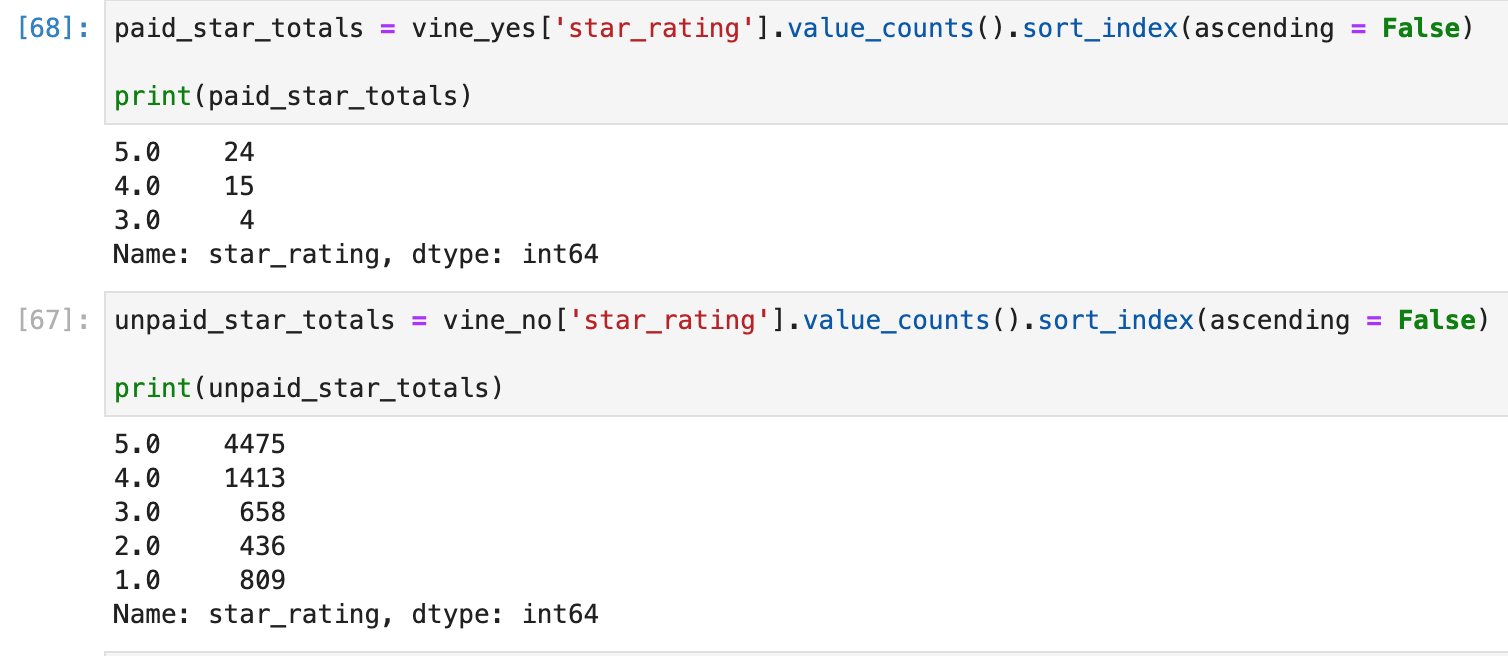 [68]: paid_star_totals = vine_yes['star_rating'].value_counts().sort_index(ascending = False)
print(paid_star_totals)
5.0    24
4.0    15
3.0     4
Name: star_rating, dtype: int64
[67]: unpaid_star_totals = vine_no['star_rating'].value_counts().sort_index(ascending = False)
print(unpaid_star_totals)
5.0    4475
4.0    1413
3.0     658
2.0     436
1.0     809
Name: star_rating, dtype: int64